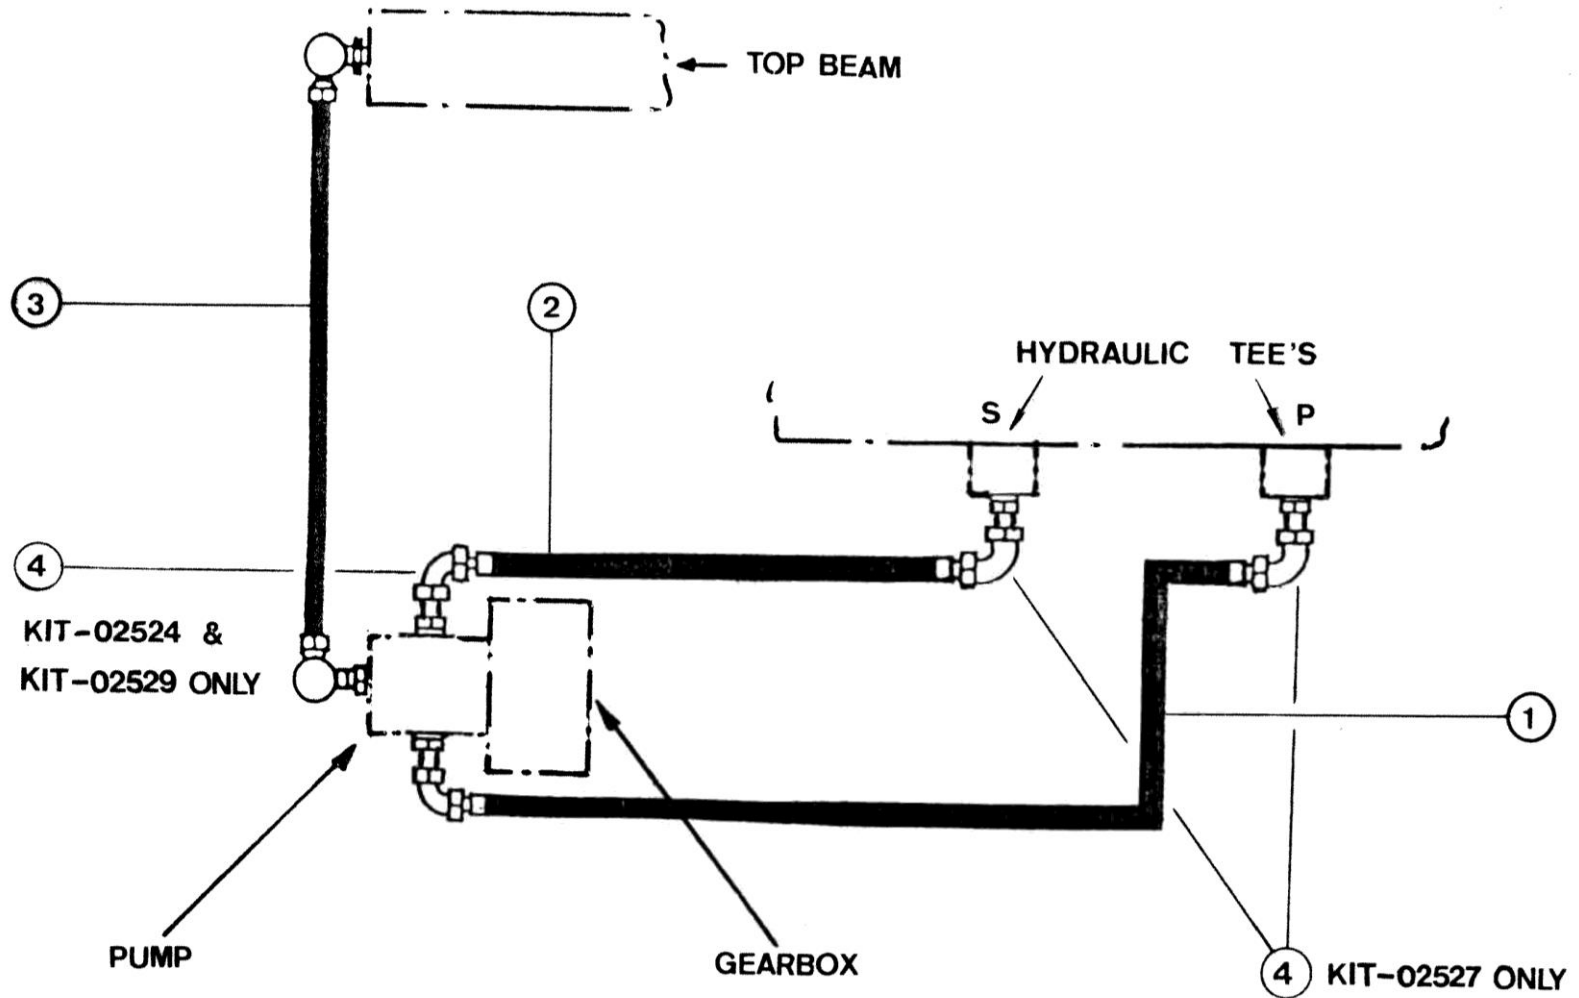 TOP BEAM
3
2
HYDRAULIC TEE'S
S
P
4
KIT-02524 &
KIT-02529 ONLY
1
PUMP
GEARBOX
4 KIT-02527 ONLY